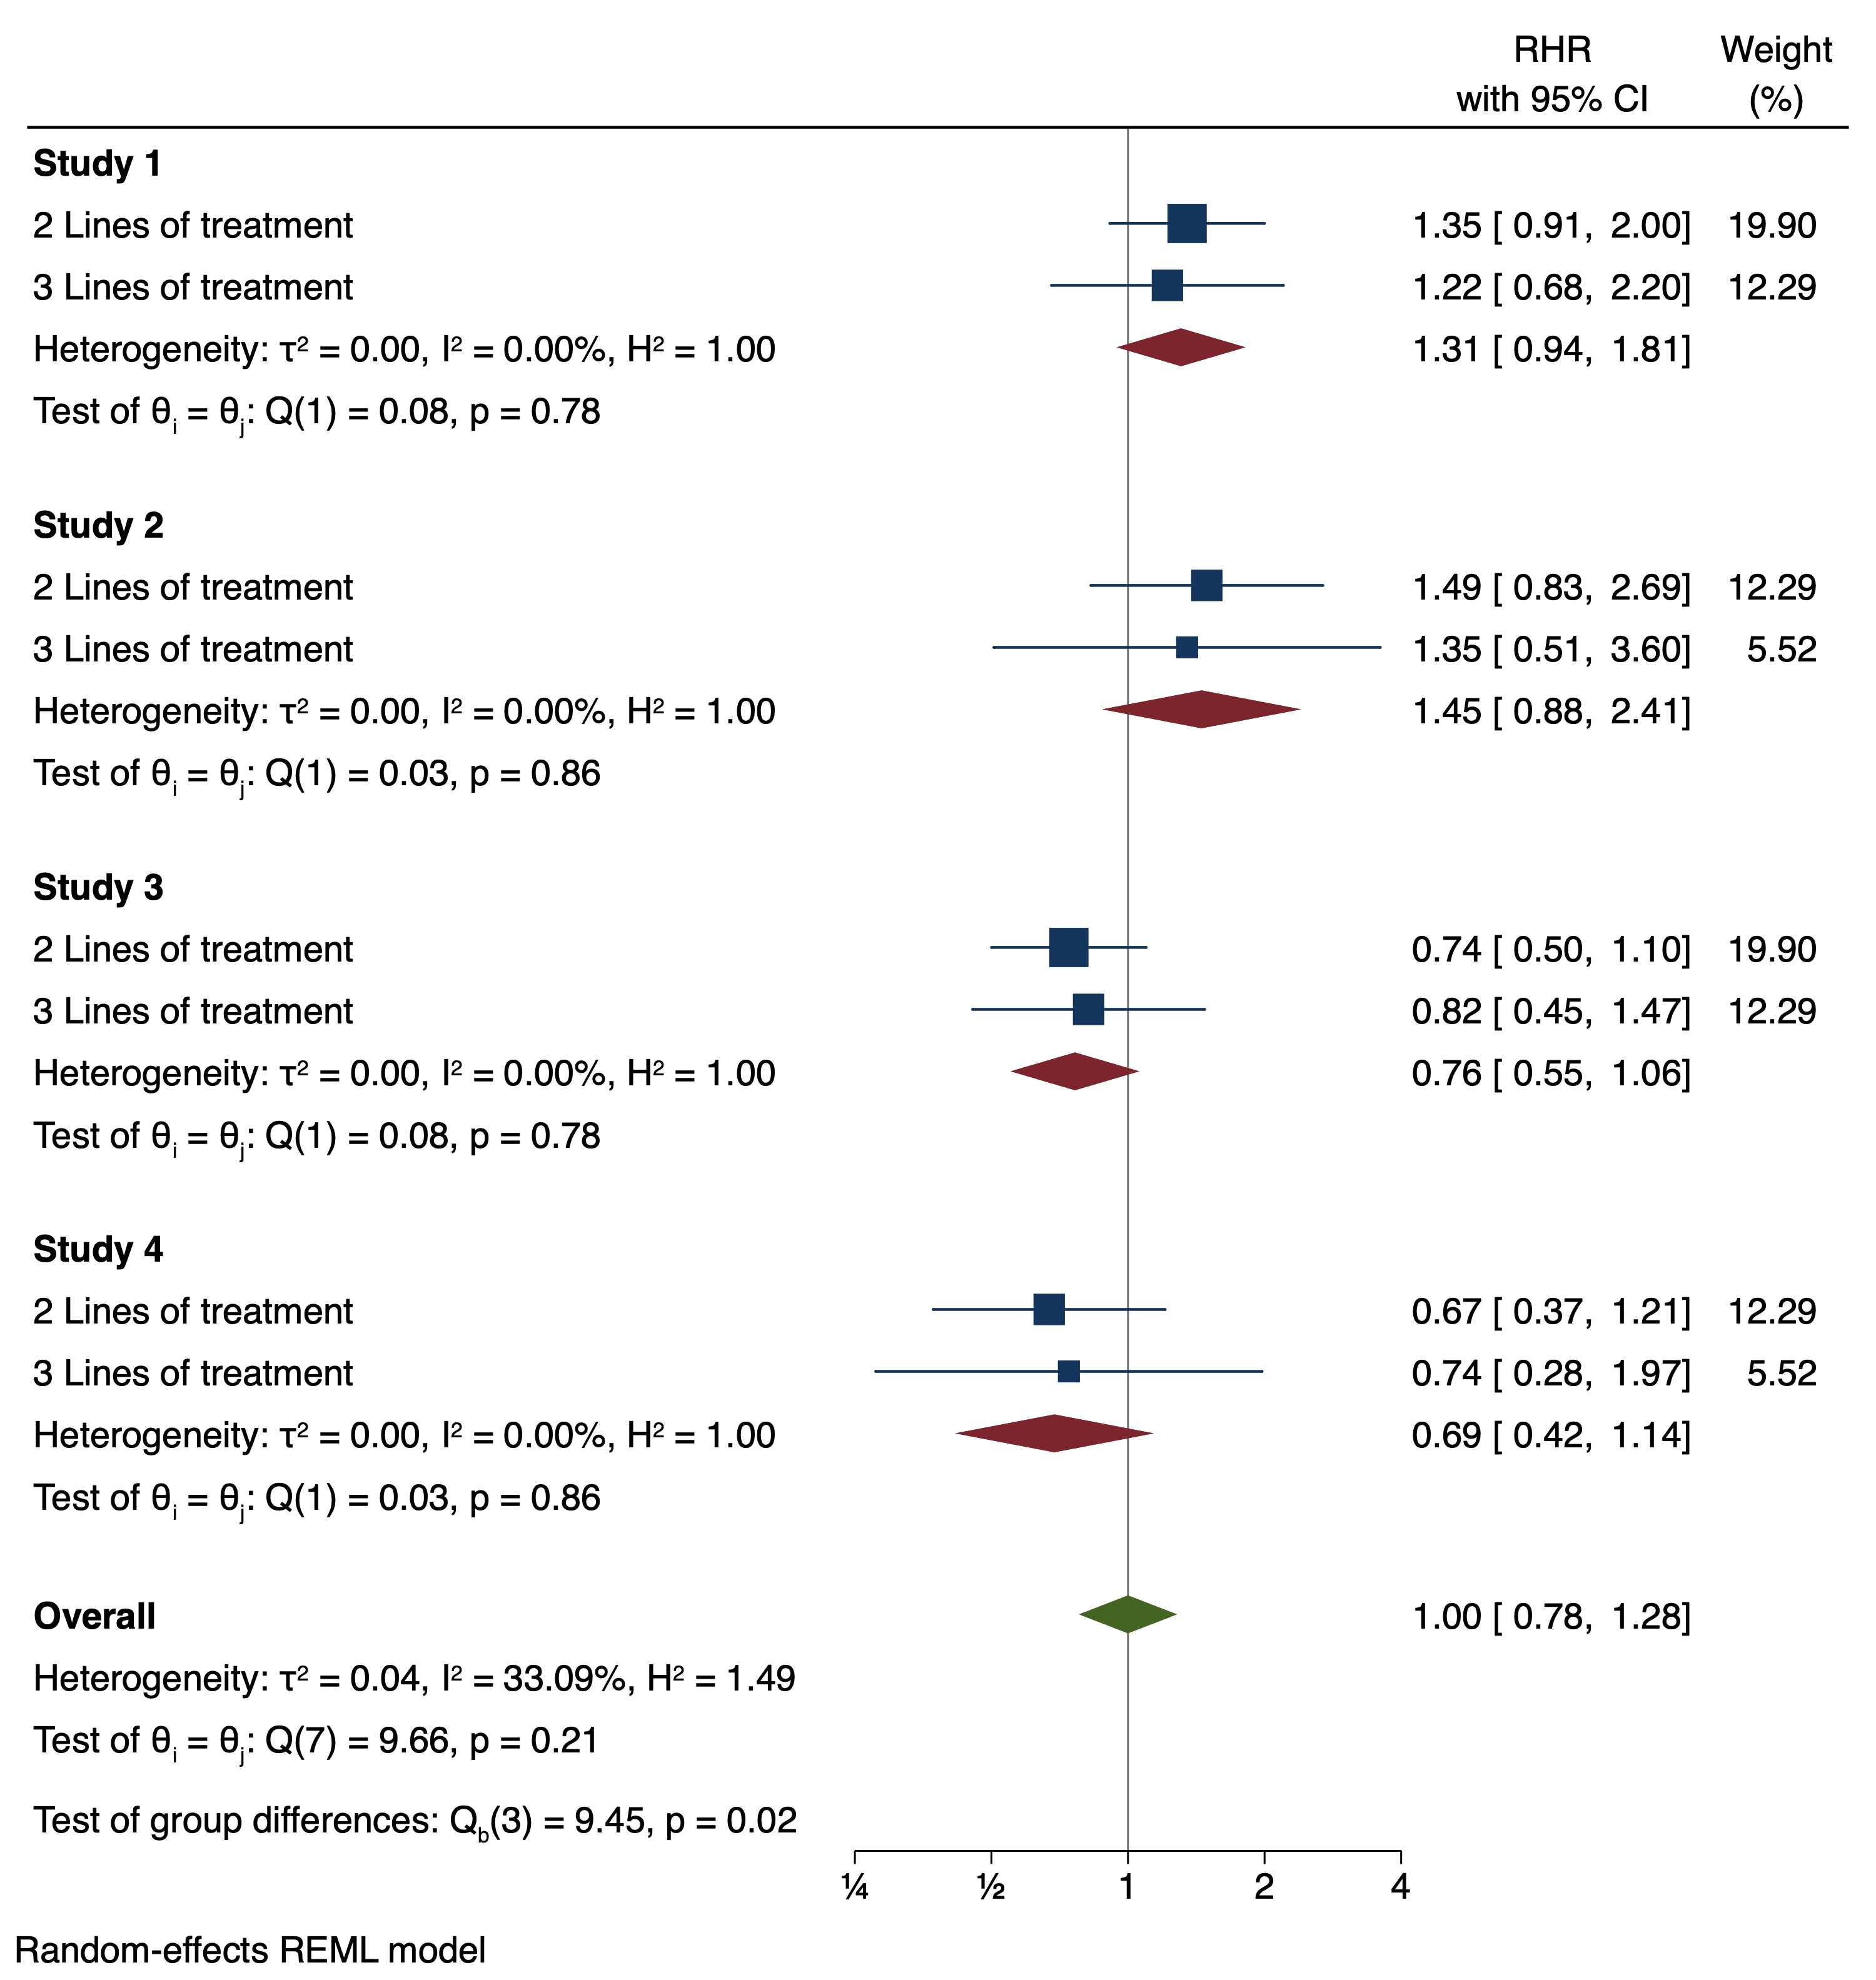 RHR Weight
with 95% CI (%)
Study 1
2 Lines of treatment 1.35 [ 0.91, 2.00] 19.90
3 Lines of treatment 1.22 [ 0.68, 2.20] 12.29
Heterogeneity: τ² = 0.00, I² = 0.00%, H² = 1.00 1.31 [ 0.94, 1.81]
Test of θi = θj: Q(1) = 0.08, p = 0.78
Study 2
2 Lines of treatment 1.49 [ 0.83, 2.69] 12.29
3 Lines of treatment 1.35 [ 0.51, 3.60] 5.52
Heterogeneity: τ² = 0.00, I² = 0.00%, H² = 1.00 1.45 [ 0.88, 2.41]
Test of θi = θj: Q(1) = 0.03, p = 0.86
Study 3
2 Lines of treatment 0.74 [ 0.50, 1.10] 19.90
3 Lines of treatment 0.82 [ 0.45, 1.47] 12.29
Heterogeneity: τ² = 0.00, I² = 0.00%, H² = 1.00 0.76 [ 0.55, 1.06]
Test of θi = θj: Q(1) = 0.08, p = 0.78
Study 4
2 Lines of treatment 0.67 [ 0.37, 1.21] 12.29
3 Lines of treatment 0.74 [ 0.28, 1.97] 5.52
Heterogeneity: τ² = 0.00, I² = 0.00%, H² = 1.00 0.69 [ 0.42, 1.14]
Test of θi = θj: Q(1) = 0.03, p = 0.86
Overall 1.00 [ 0.78, 1.28]
Heterogeneity: τ² = 0.04, I² = 33.09%, H² = 1.49
Test of θi = θj: Q(7) = 9.66, p = 0.21
Test of group differences: Qb(3) = 9.45, p = 0.02
¼ ½ 1 2 4
Random-effects REML model